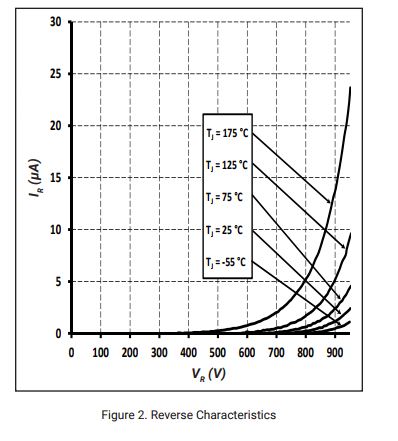 30
25
20
15
10
5
0
I_R (µA)
T_J = 175 °C
T_J = 125 °C
T_J = 75 °C
T_J = 25 °C
T_J = -55 °C
0 100 200 300 400 500 600 700 800 900
V_R (V)
Figure 2. Reverse Characteristics